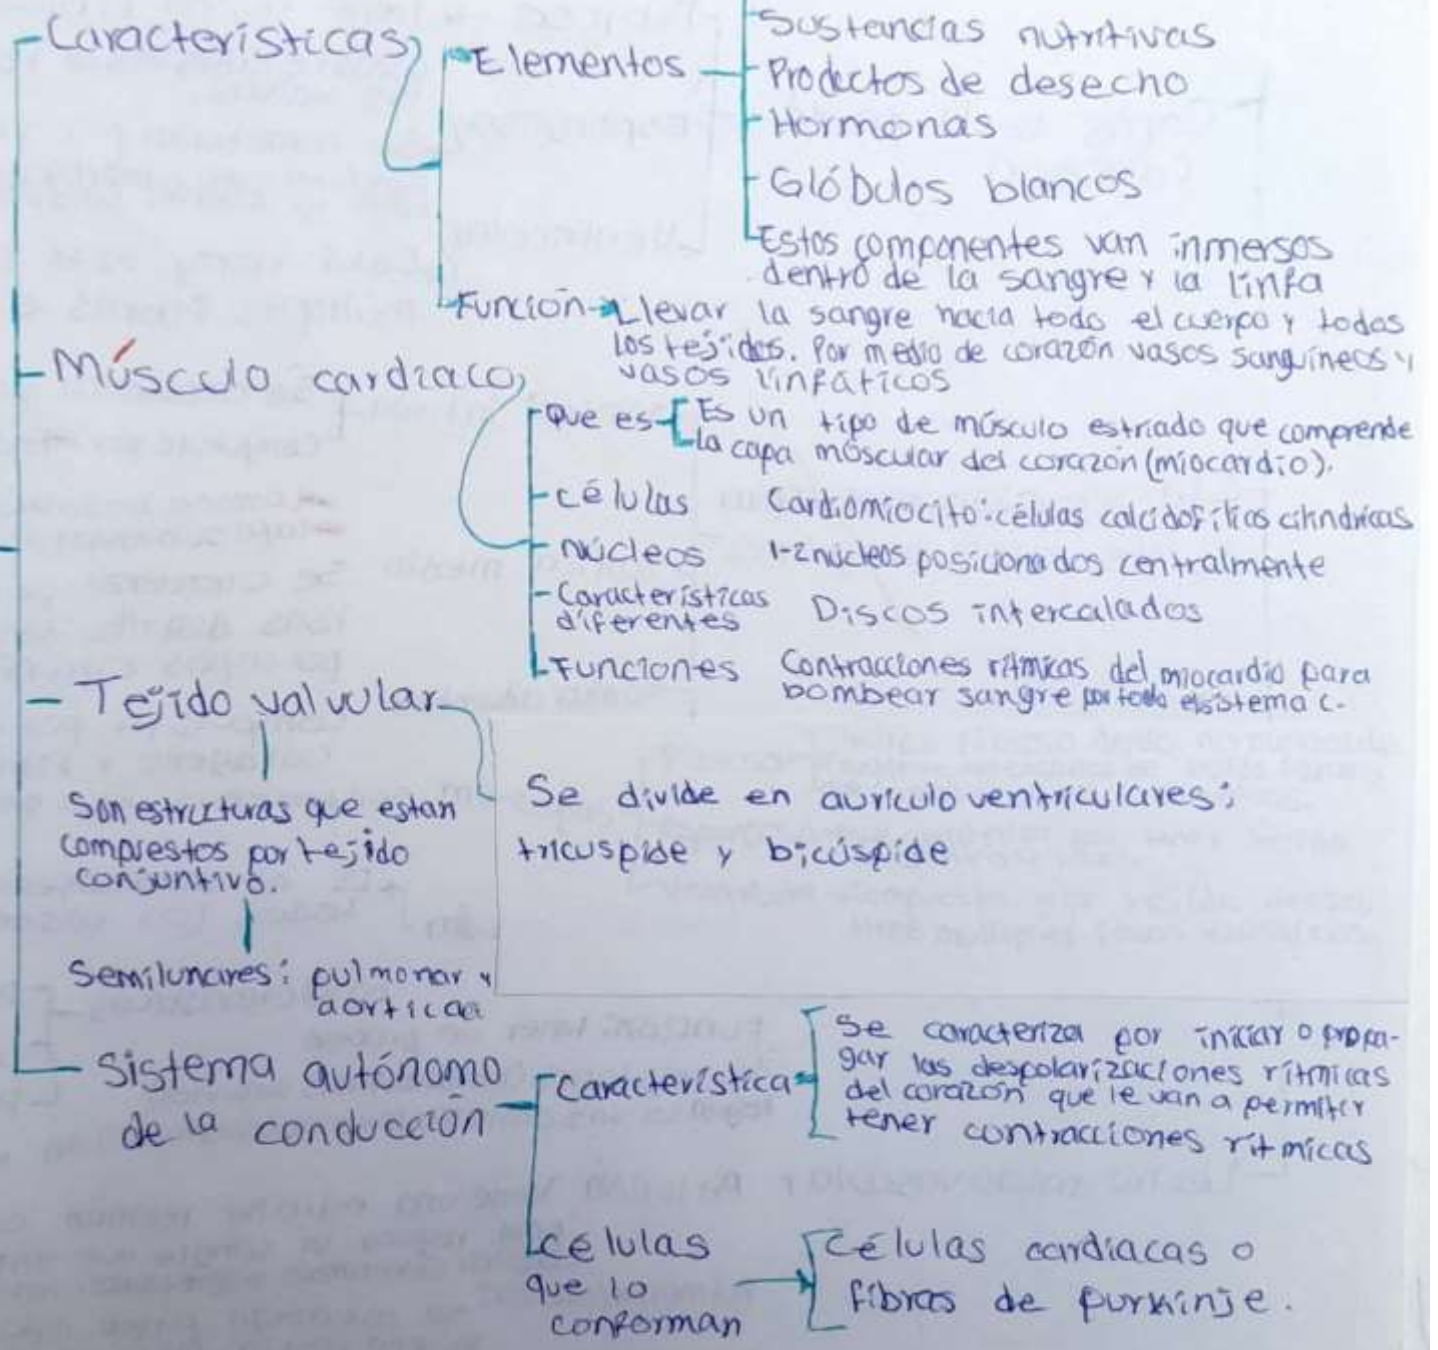 Características
Elementos
Sustancias nutritivas
Productos de desecho
Hormonas
Glóbulos blancos
Estos componentes van inmersos
dentro de la sangre y la linfa
Función
Llevar la sangre hacia todo el cuerpo y todos
los tejidos. Por medio de corazón vasos sanguíneos y
vasos linfáticos
Músculo cardiaco
Que es
Es un tipo de músculo estriado que comprende
la capa múscular del corazón (miocardio).
Células
Cardiomiocito: células cilíndricas
Núcleos
1-2 núcleos posicionados centralmente
Características
diferentes
Discos intercalados
Funciones
Contracciones rítmicas del miocardio para
bombear sangre por todo el sistema c.
Tejido valvular
Son estructuras que estan
compuestos por tejido
conjuntivo.
Se divide en aurículo ventriculares:
tricuspide y bicúspide
Semilunares: pulmonar y
aortica
Sistema autónomo
de la conducción
Característica
Se caracteriza por iniciar o propa-
gar las despolarizaciones rítmicas
del corazón que le van a permitir
tener contracciones rítmicas
Células
que lo
conforman
Células cardiacas o
fibras de purkinje.